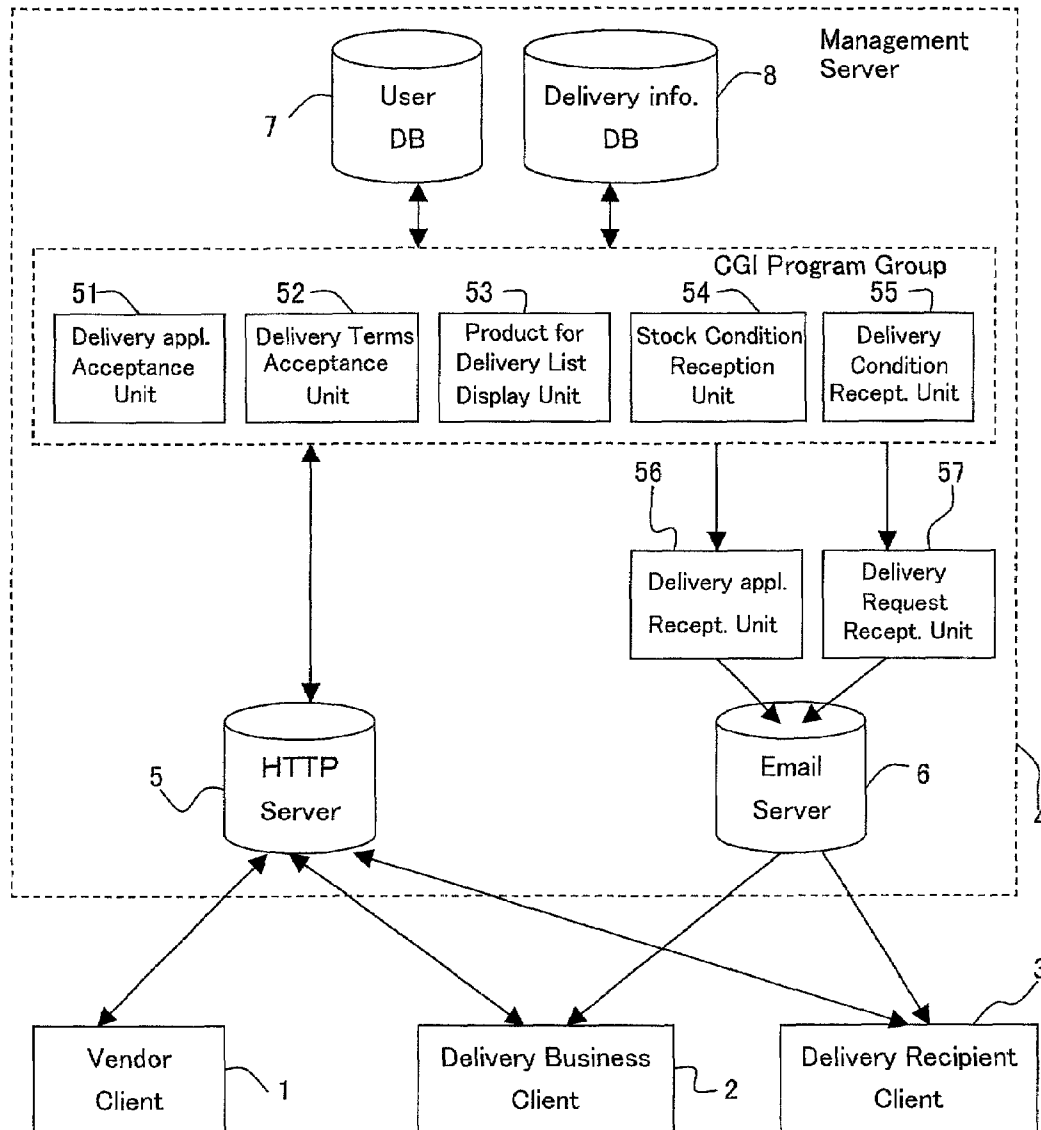 Management
Server
8
User
DB
Delivery info.
DB
7
CGI Program Group
51
52
53
54
55
Delivery appl.
Acceptance
Unit
Delivery Terms
Acceptance
Unit
Product for
Delivery List
Display Unit
Stock Condition
Reception
Unit
Delivery
Condition
Recept. Unit
56
57
Delivery appl.
Recept. Unit
Delivery
Request
Recept. Unit
5
HTTP
Server
Email
Server
6
4
3
Vendor
Client
1
Delivery Business
Client
2
Delivery Recipient
Client